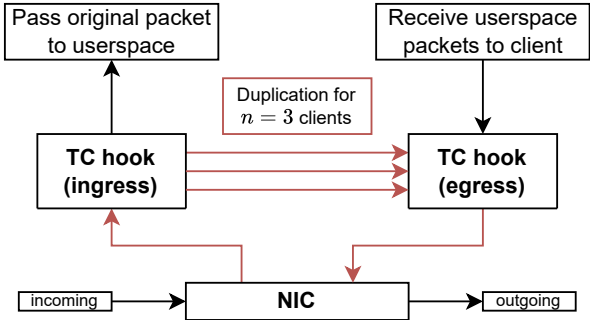 Pass original packet
to userspace
Receive userspace
packets to client
Duplication for
n = 3 clients
TC hook
(ingress)
TC hook
(egress)
incoming
NIC
outgoing